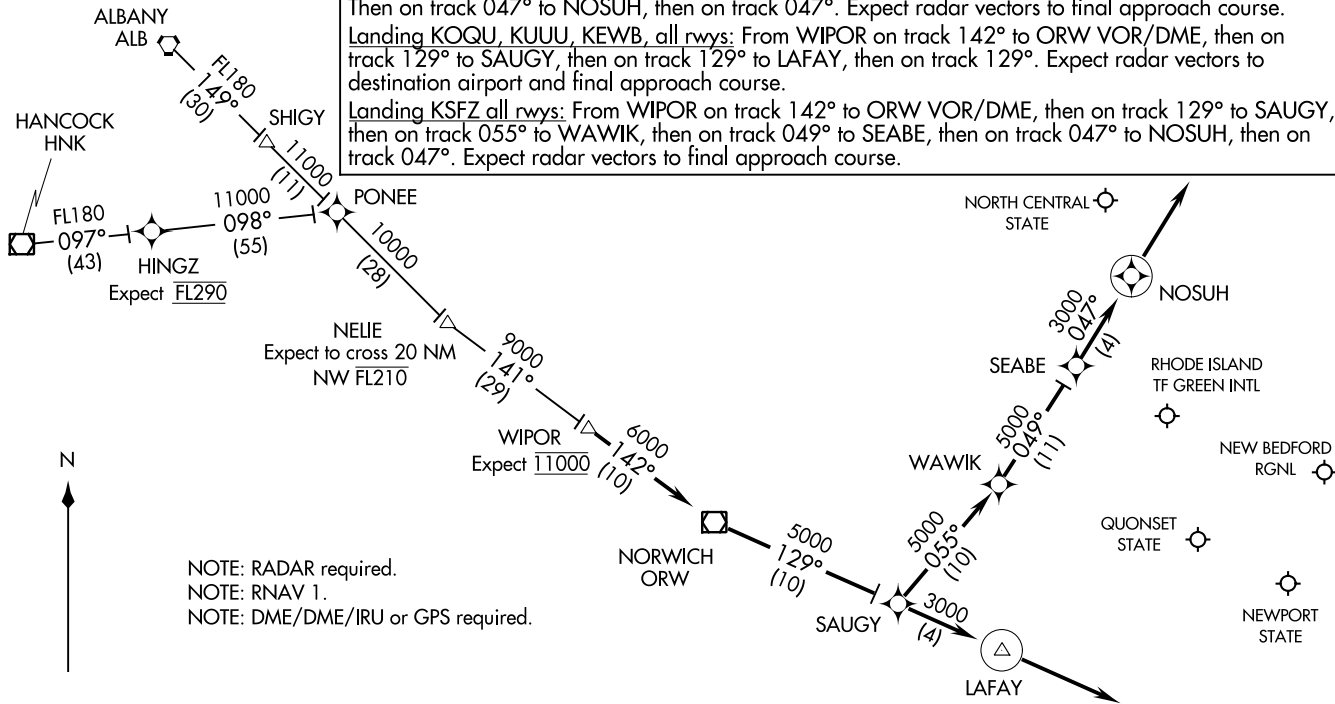 Then on track 047° to NOSUH, then on track 047°. Expect radar vectors to final approach course.
Landing KOQU, KUUU, KEWB, all rwys: From WIPOR on track 142° to ORW VOR/DME, then on
track 129° to SAUGY, then on track 129° to LAFAY, then on track 129°. Expect radar vectors to
destination airport and final approach course.
Landing KSFZ all rwys: From WIPOR on track 142° to ORW VOR/DME, then on track 129° to SAUGY,
then on track 055° to WAWIK, then on track 049° to SEABE, then on track 047° to NOSUH, then on
track 047°. Expect radar vectors to final approach course.
ALBANY
ALB
FL180
149°
(30)
SHIGY
11000
(11)
HANCOCK
HNK
FL180
097°
(43)
HINGZ
Expect FL290
11000
098°
(55)
PONEE
10000
(28)
NELIE
Expect to cross 20 NM
NW FL210
9000
141°
(29)
WIPOR
Expect 11000
6000
142°
(10)
NORWICH
ORW
5000
129°
(10)
SAUGY
3000
(4)
LAFAY
5000
055°
(10)
WAWIK
5000
049°
(11)
SEABE
3000
047°
(4)
NOSUH
NORTH CENTRAL
STATE
RHODE ISLAND
TF GREEN INTL
NEW BEDFORD
RGNL
QUONSET
STATE
NEWPORT
STATE
N
NOTE: RADAR required.
NOTE: RNAV 1.
NOTE: DME/DME/IRU or GPS required.